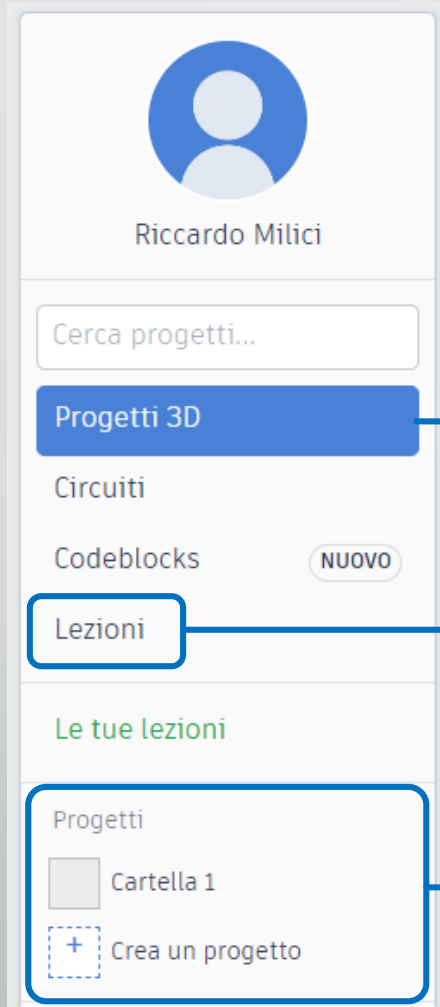 Riccardo Milici
Cerca progetti...
Progetti 3D
Circuiti
Codeblocks NUOVO
Lezioni
Le tue lezioni
Progetti
Cartella 1
+ Crea un progetto